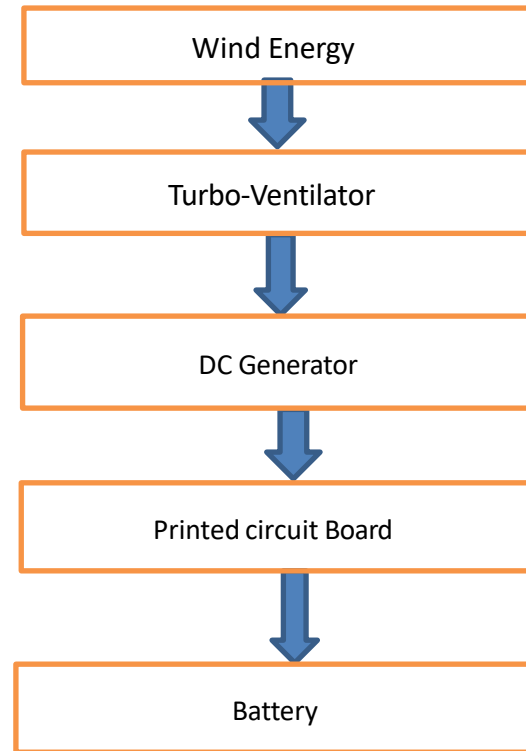 Wind Energy
Turbo-Ventilator
DC Generator
Printed circuit Board
Battery